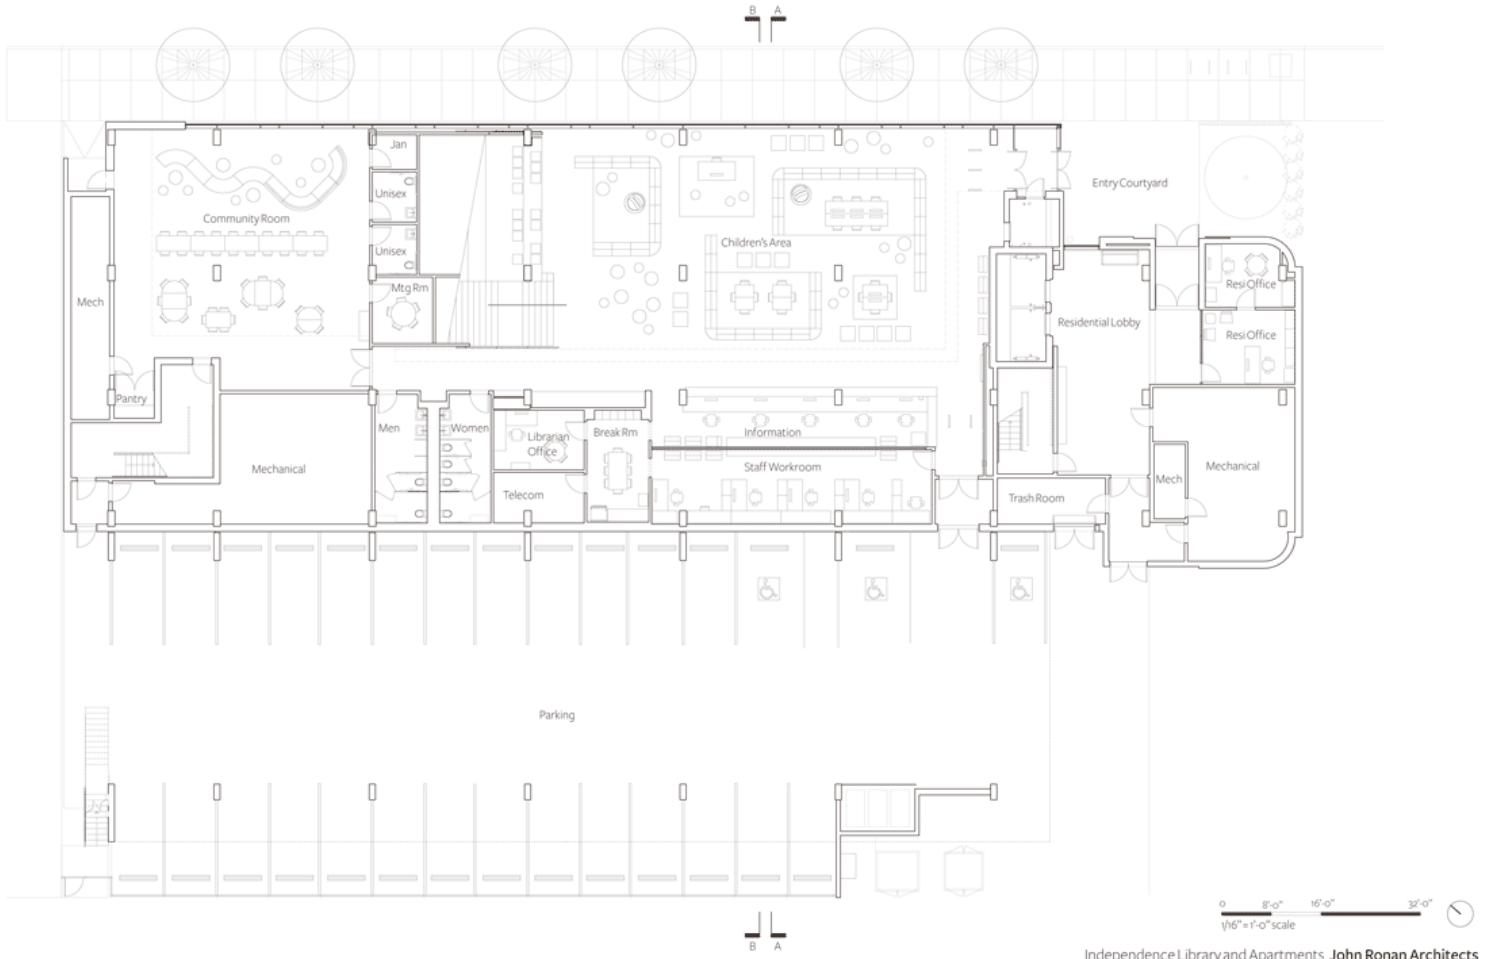 B A
Jan
Unisex
Entry Courtyard
Community Room
Children's Area
Unisex
Mtg Rm
Resi Office
Mech
Residential Lobby
Resi Office
Pantry
Men
Women
Librarian
Office
Break Rm
Information
Mechanical
Staff Workroom
Mechanical
Mech
Telecom
Trash Room
Parking
0 8'-0" 16'-0" 32'-0"
1/16" = 1'-0" scale
B A
Independence Library and Apartments John Ronan Architects